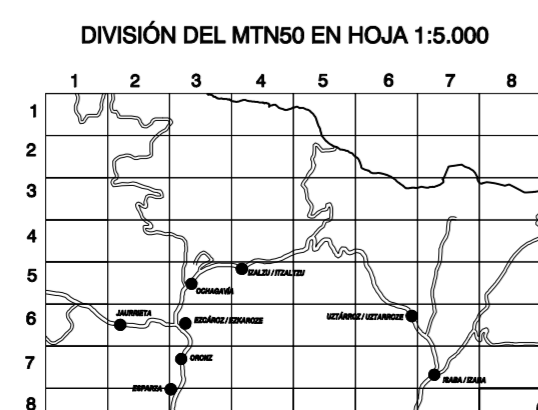 DIVISIÓN DEL MTN50 EN HOJA 1:5.000
1 2 3 4 5 6 7 8
1
2
3
4
5
IZALZU / ITZALTZU
OCHAGAVÍA
6
JAURRIETA
EZCÁROZ / EZKAROZE
UZTÁRROZ / UZTARROZE
7
ORONZ
ISABA / IZABA
8
ESPARZA